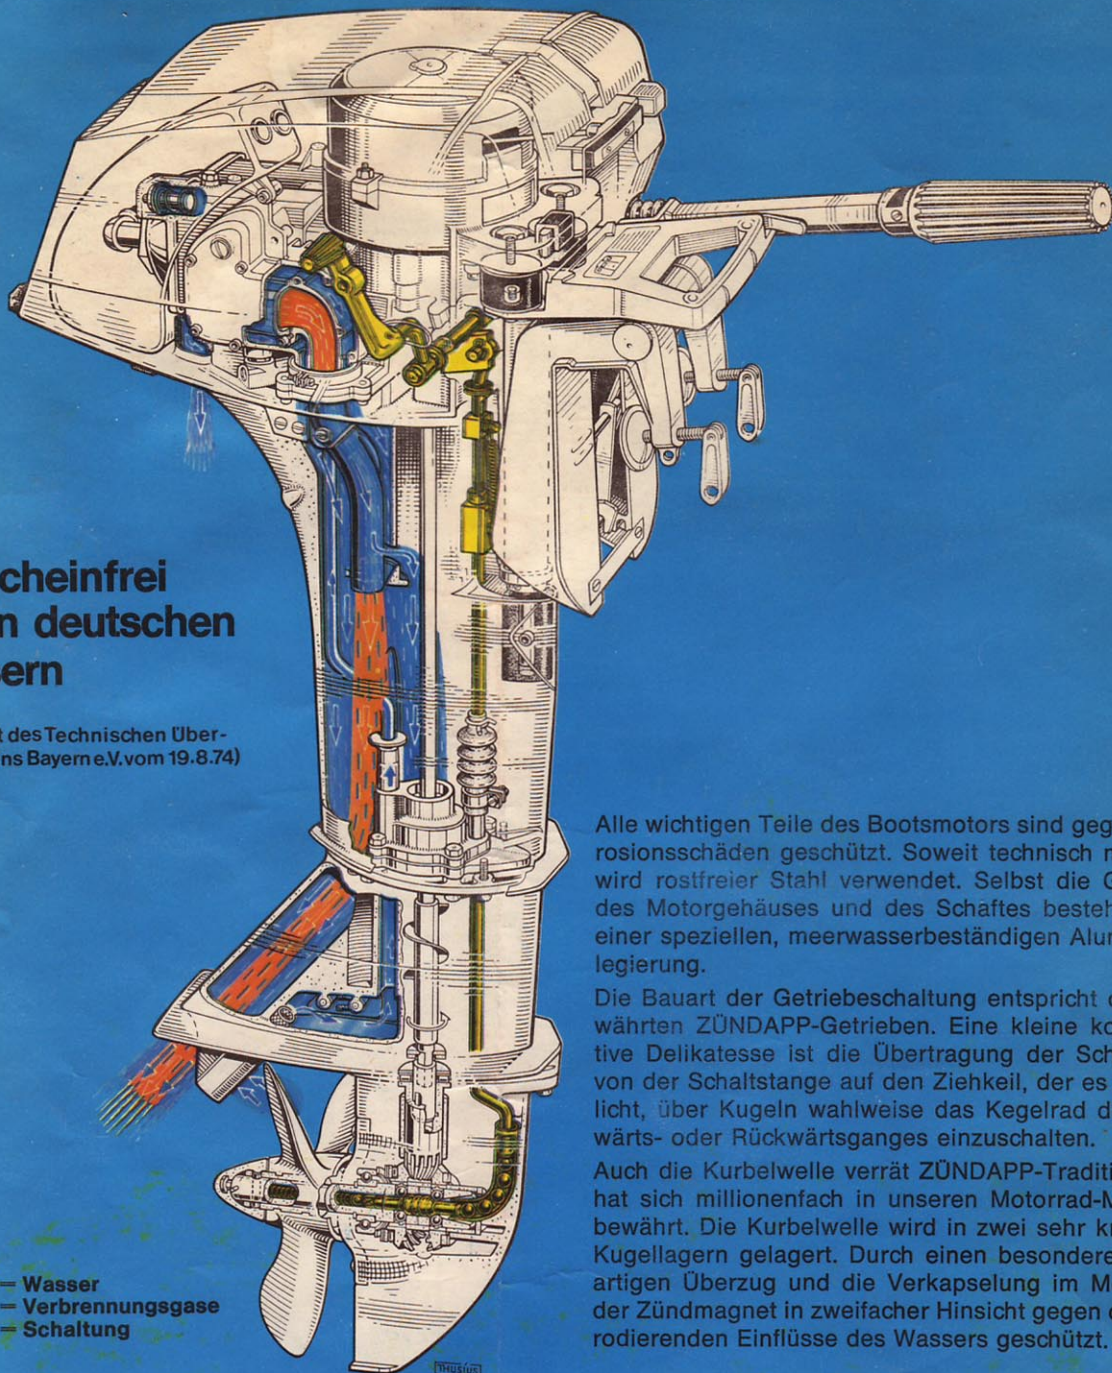 cheinfrei
n deutschen
sern
t des Technischen Über-
ns Bayern e.V. vom 19.8.74)
Alle wichtigen Teile des Bootsmotors sind geg
rosionsschäden geschützt. Soweit technisch
wird rostfreier Stahl verwendet. Selbst die
des Motorgehäuses und des Schaftes besteh
einer speziellen, meerwasserbeständigen Alu
legierung.
Die Bauart der Getriebeschaltung entspricht
währten ZÜNDAPP-Getrieben. Eine kleine ko
tive Delikatesse ist die Übertragung der Sch
von der Schaltstange auf den Ziehkeil, der es
licht, über Kugeln wahlweise das Kegelrad d
wärts- oder Rückwärtsganges einzuschalten.
Auch die Kurbelwelle verrät ZÜNDAPP-Traditi
hat sich millionenfach in unseren Motorrad-M
bewährt. Die Kurbelwelle wird in zwei sehr k
Kugellagern gelagert. Durch einen besondere
artigen Überzug und die Verkapselung im M
der Zündmagnet in zweifacher Hinsicht gegen
rodierenden Einflüsse des Wassers geschützt.
= Wasser
= Verbrennungsgase
= Schaltung
THUSIUS